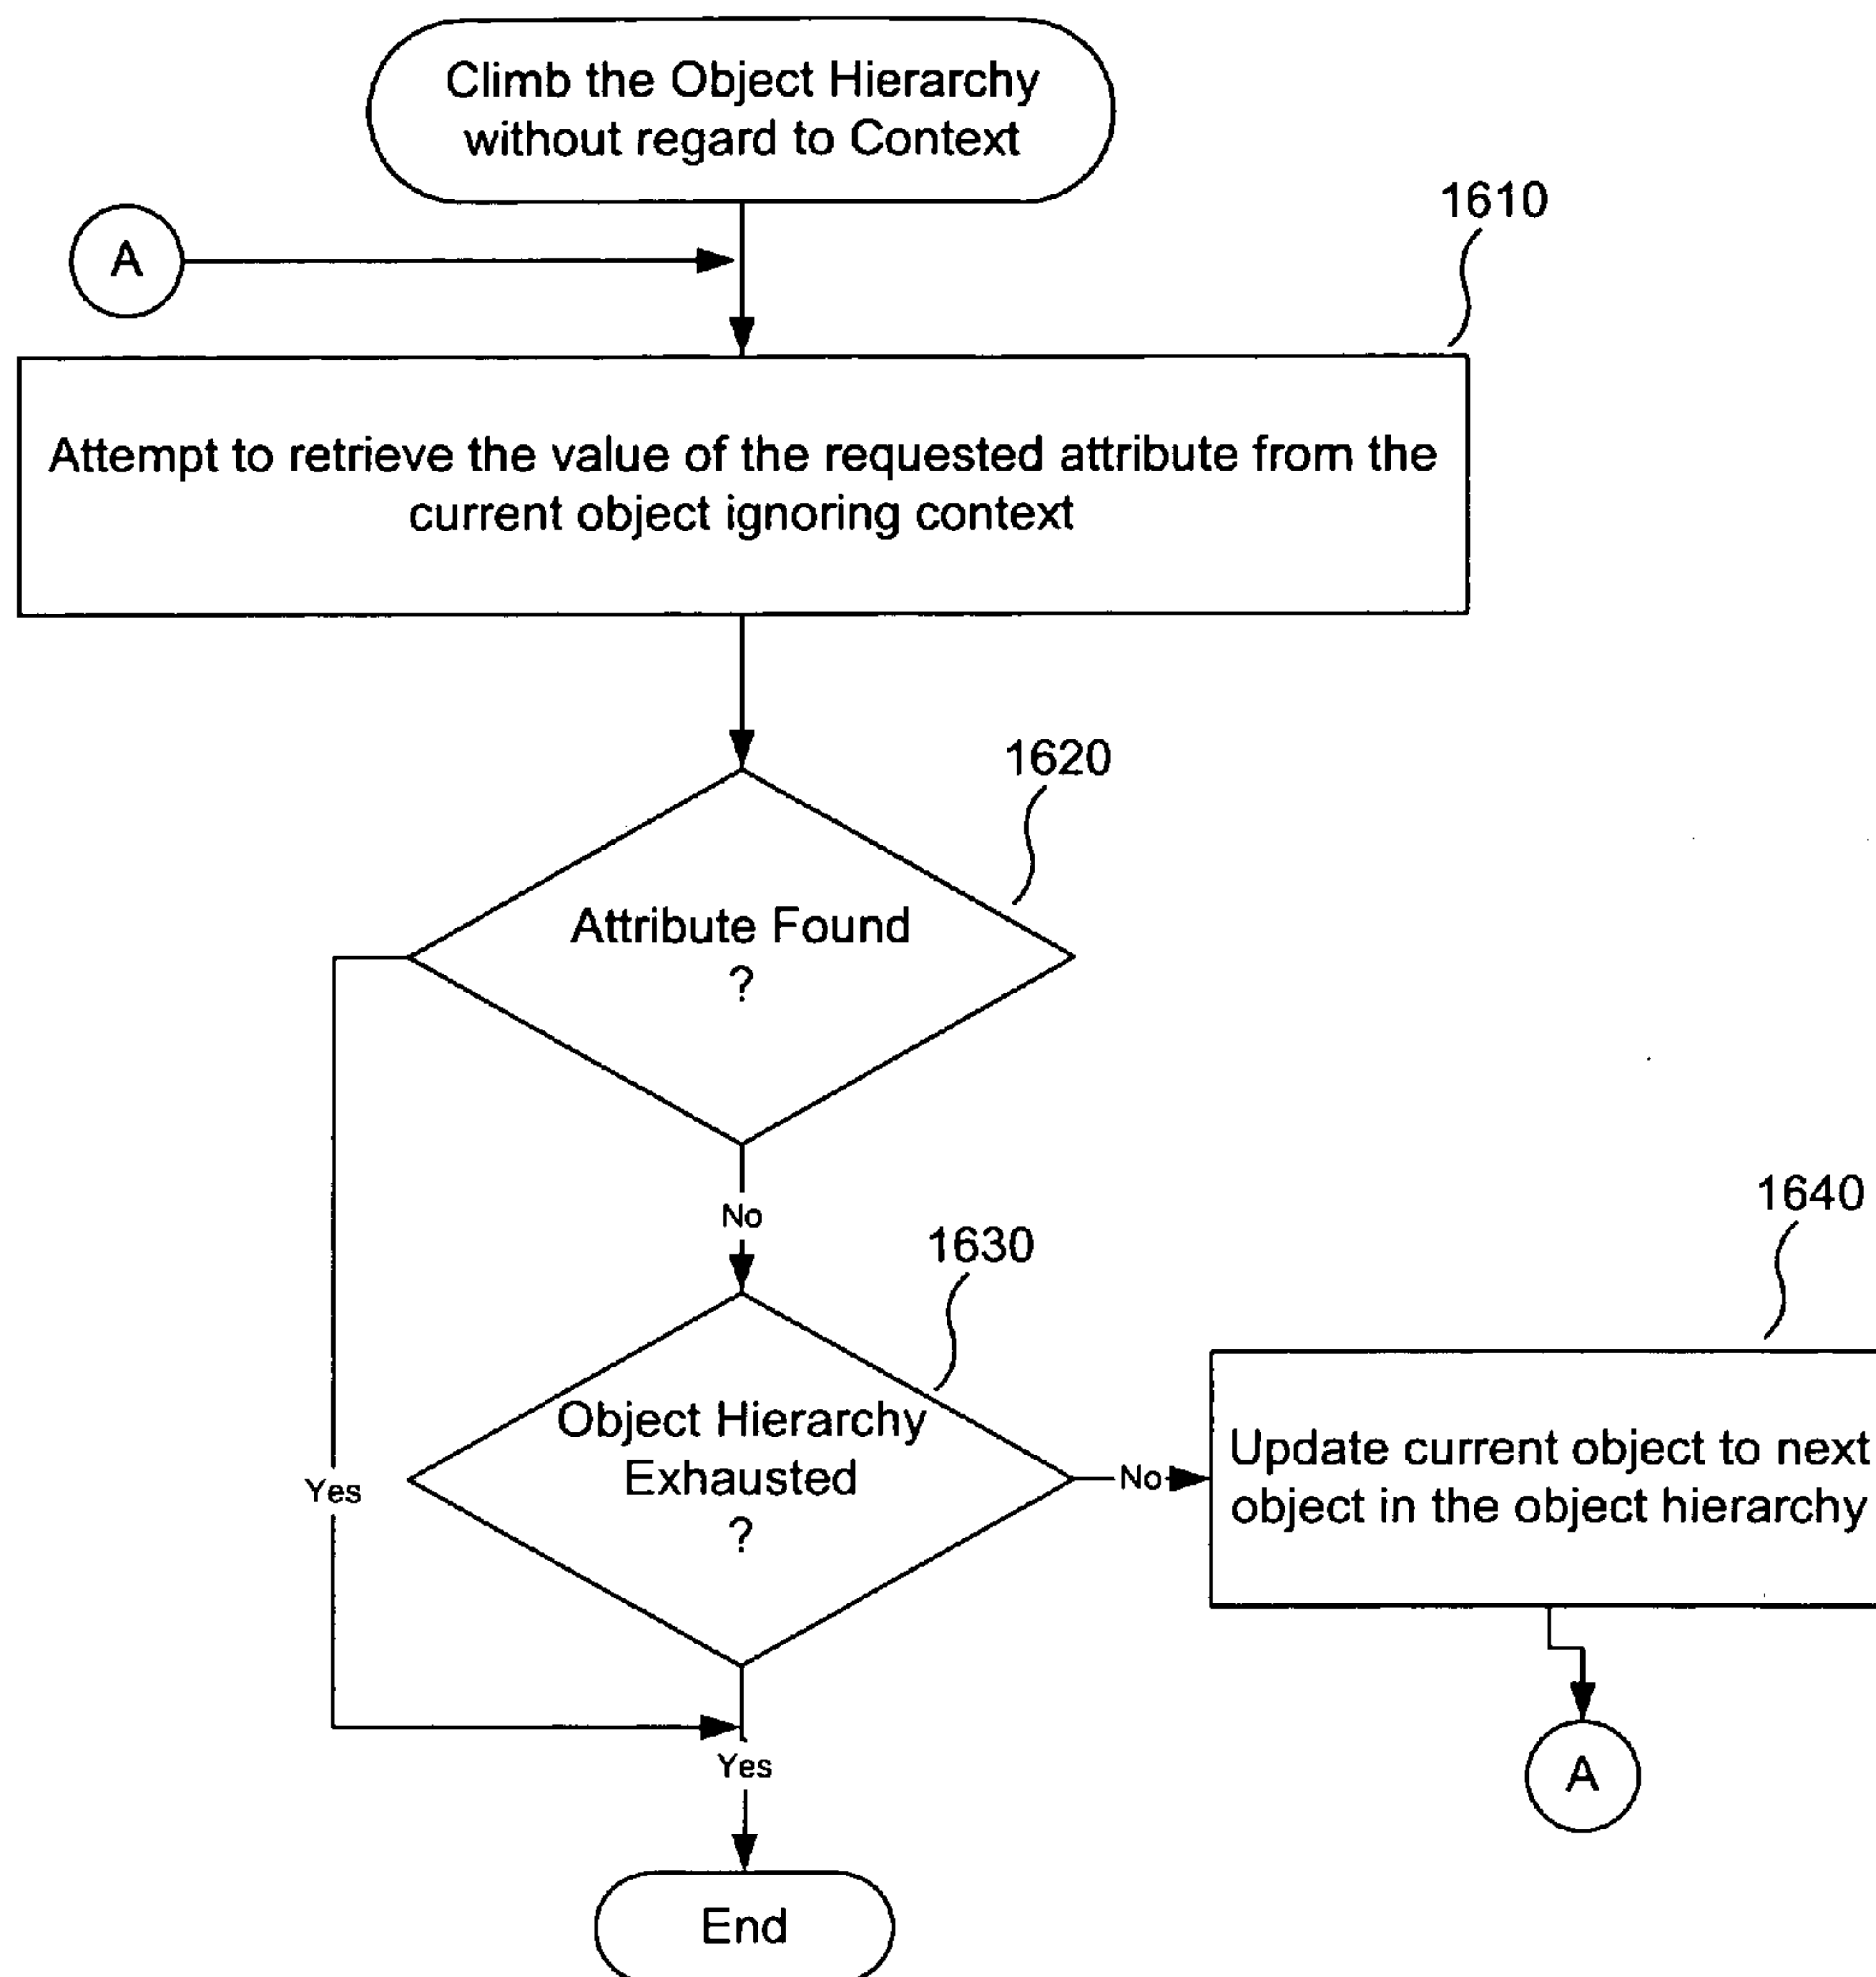 Climb the Object Hierarchy
without regard to Context
A
1610
Attempt to retrieve the value of the requested attribute from the
current object ignoring context
1620
Attribute Found
?
No
1630
1640
Object Hierarchy
Exhausted
?
Yes
No
Update current object to next
object in the object hierarchy
Yes
A
End